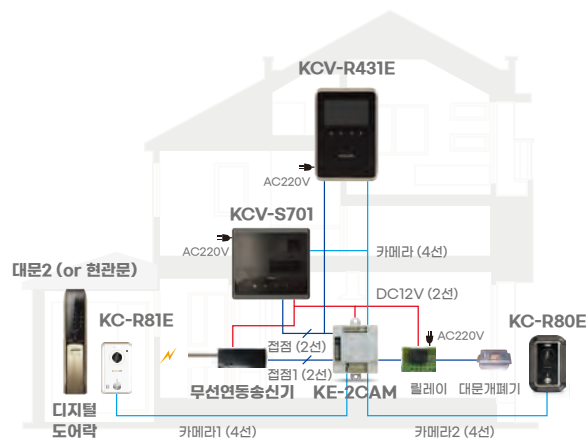 KCV-R431E
AC220V
KCV-S701
AC220V
카메라 (4선)
대문2 (or 현관문)
DC12V (2선)
KC-R81E
AC220V
KC-R80E
접점 (2선)
접점1 (2선)
무선연동송신기
KE-2CAM
릴레이
대문개폐기
디지털
도어락
카메라1 (4선)
카메라2 (4선)